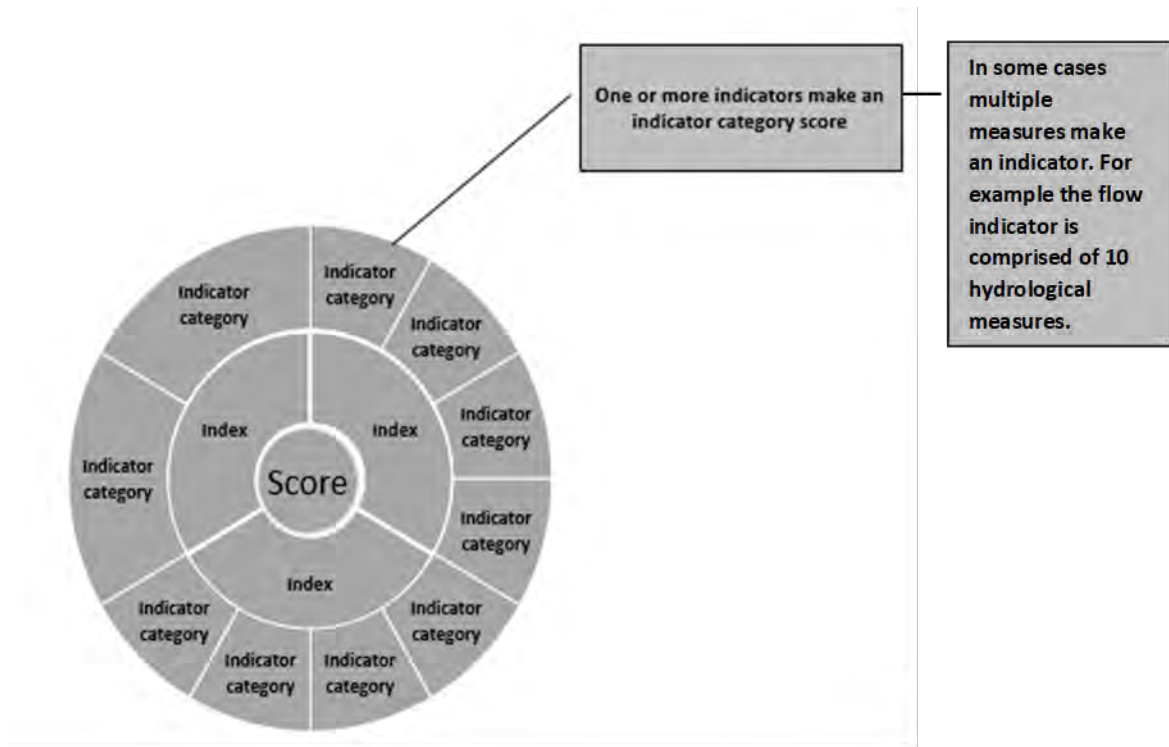 One or more indicators make an
indicator category score
In some cases
multiple
measures make
an indicator. For
example the flow
indicator is
comprised of 10
hydrological
measures.
Indicator
category
Indicator
category
Indicator
category
Indicator
category
Indicator
category
Indicator
category
Indicator
category
Indicator
category
Indicator
category
Indicator
category
Index
Index
Score
Index